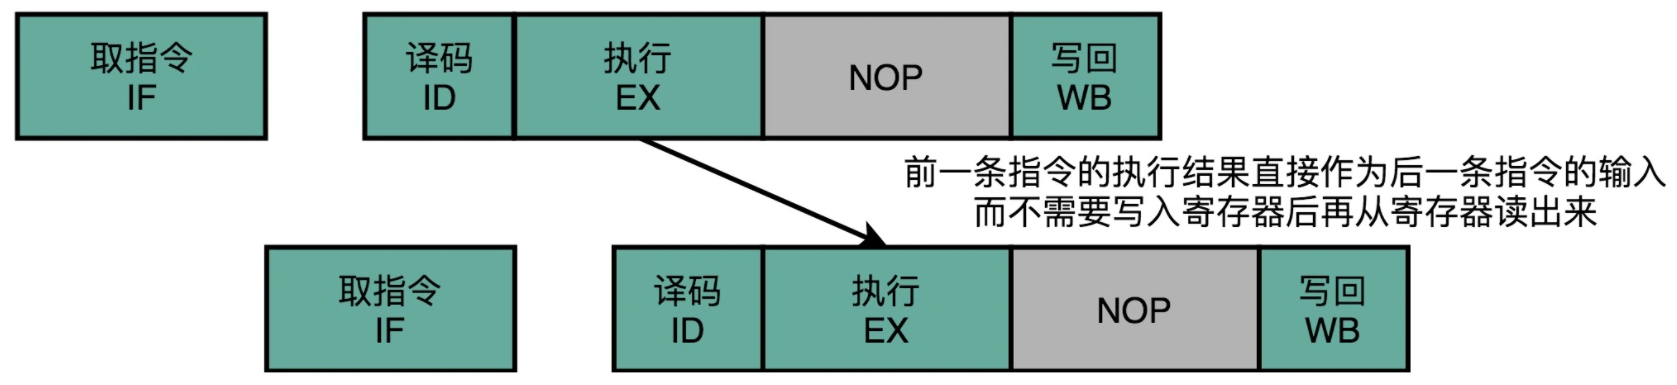 取指令
IF
译码
ID
执行
EX
NOP
写回
WB
前一条指令的执行结果直接作为后一条指令的输入
而不需要写入寄存器后再从寄存器读出来
取指令
IF
译码
ID
执行
EX
NOP
写回
WB